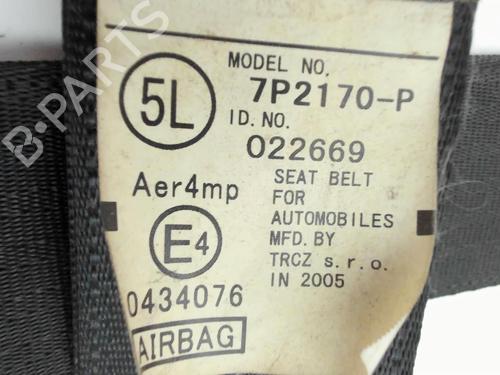 B-PARTS
MODEL NO.
5L
7P2170-P
ID. NO.
022669
Aer4mp
SEAT BELT
FOR
AUTOMOBILES
MFD. BY
TRCZ s.r.o.
IN 2005
E4
0434076
AIRBAG